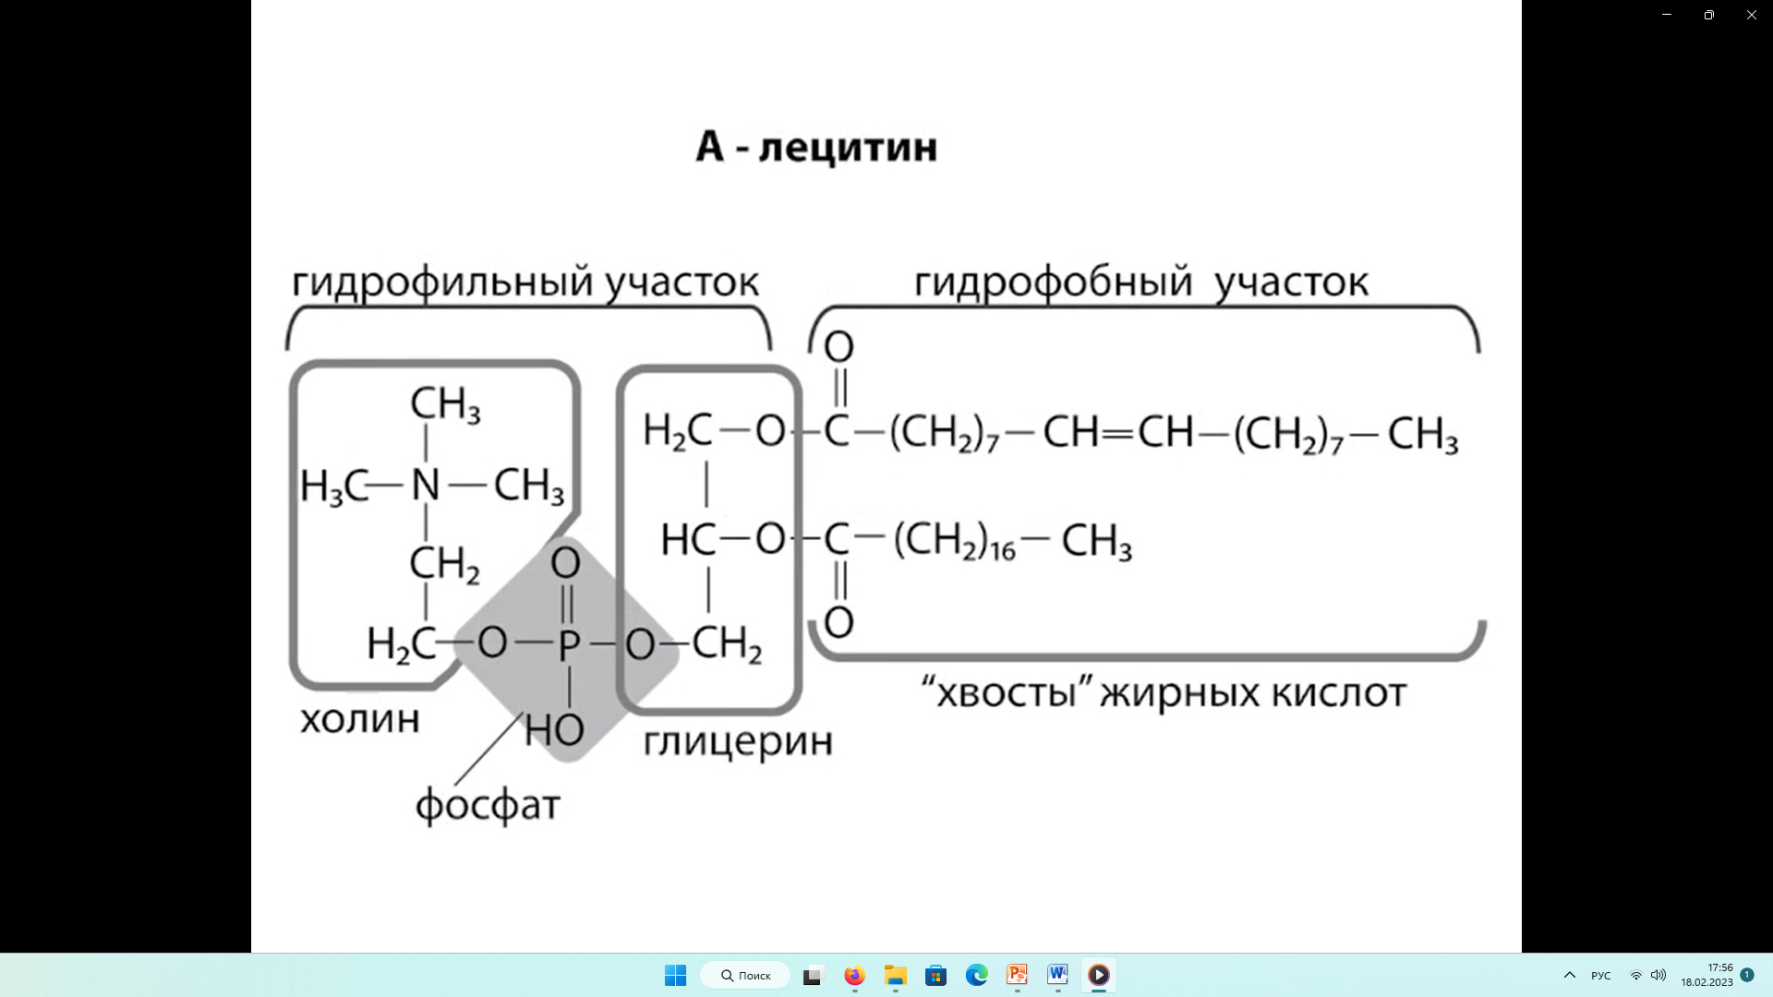 А - лецитин
гидрофильный участок
гидрофобный участок
O
CH₃
H₂C—O—C—(CH₂)₇—CH=CH—(CH₂)₇—CH₃
H₃C—N—CH₃
HC—O—C—(CH₂)₁₆—CH₃
CH₂
O
O
H₂C—O—P—O—CH₂
HO
“хвосты” жирных кислот
холин
глицерин
фосфат
Поиск
РУС
17:56
18.02.2023
1